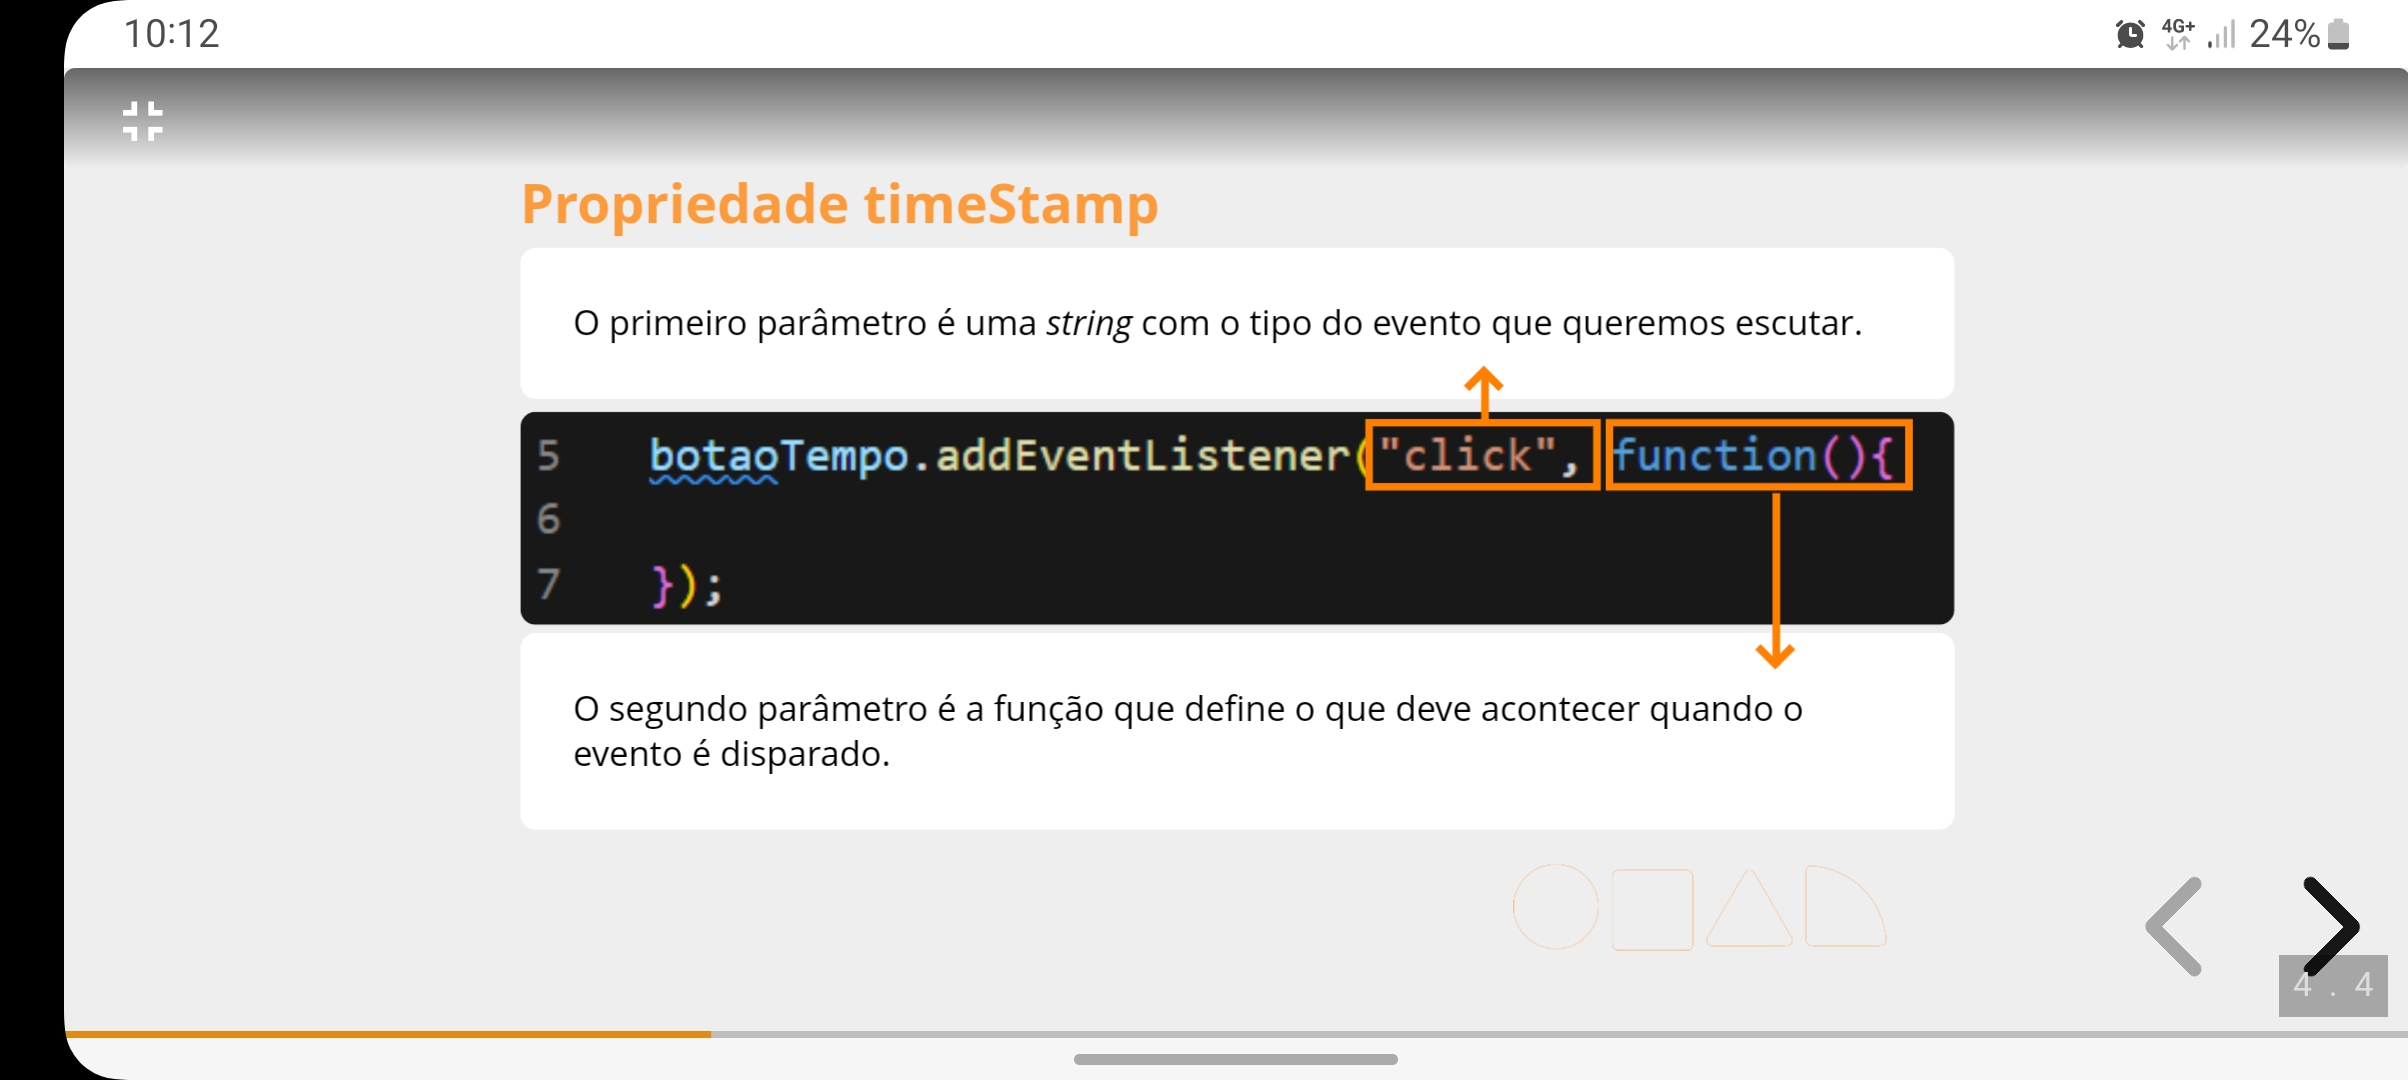 10:12
4G+ 24%
Propriedade timeStamp
O primeiro parâmetro é uma string com o tipo do evento que queremos escutar.
5 botaoTempo.addEventListener("click", function(){
6
7 });
O segundo parâmetro é a função que define o que deve acontecer quando o
evento é disparado.
4 . 4